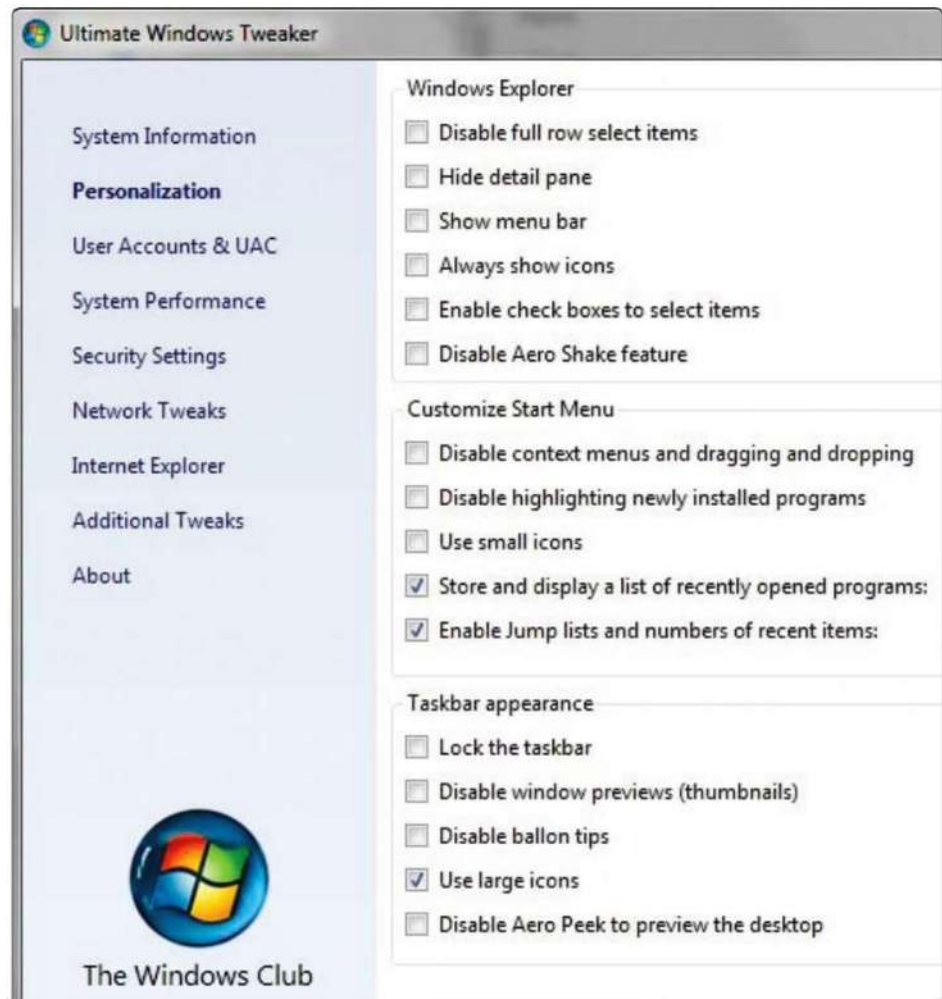 Ultimate Windows Tweaker
System Information
Personalization
User Accounts & UAC
System Performance
Security Settings
Network Tweaks
Internet Explorer
Additional Tweaks
About
The Windows Club
Windows Explorer
Disable full row select items
Hide detail pane
Show menu bar
Always show icons
Enable check boxes to select items
Disable Aero Shake feature
Customize Start Menu
Disable context menus and dragging and dropping
Disable highlighting newly installed programs
Use small icons
Store and display a list of recently opened programs:
Enable Jump lists and numbers of recent items:
Taskbar appearance
Lock the taskbar
Disable window previews (thumbnails)
Disable ballon tips
Use large icons
Disable Aero Peek to preview the desktop